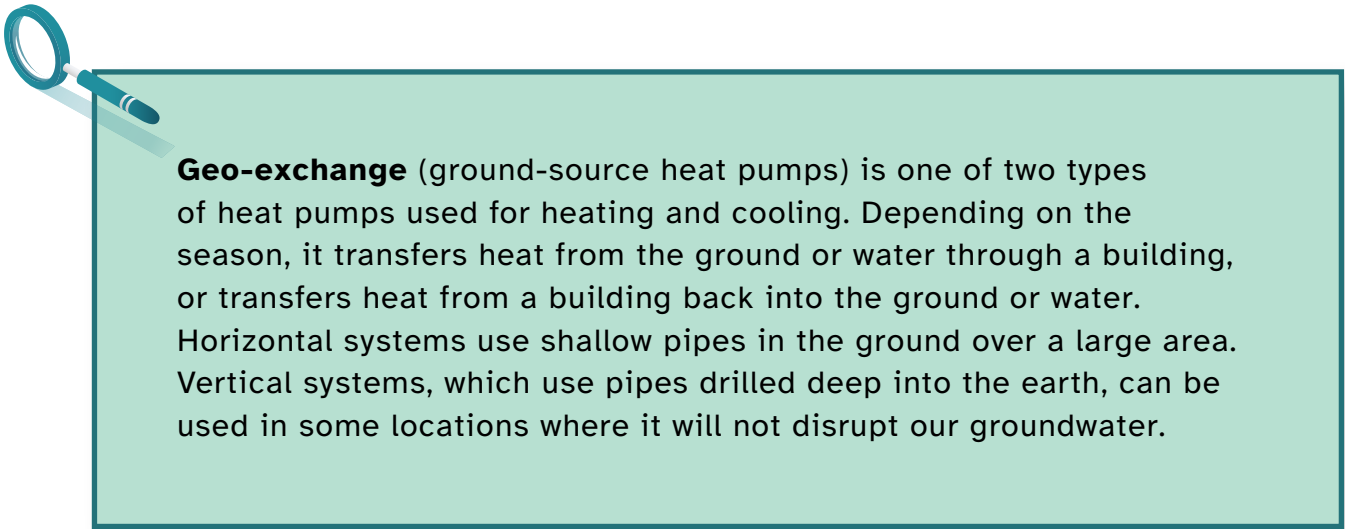 Geo-exchange (ground-source heat pumps) is one of two types
of heat pumps used for heating and cooling. Depending on the
season, it transfers heat from the ground or water through a building,
or transfers heat from a building back into the ground or water.
Horizontal systems use shallow pipes in the ground over a large area.
Vertical systems, which use pipes drilled deep into the earth, can be
used in some locations where it will not disrupt our groundwater.